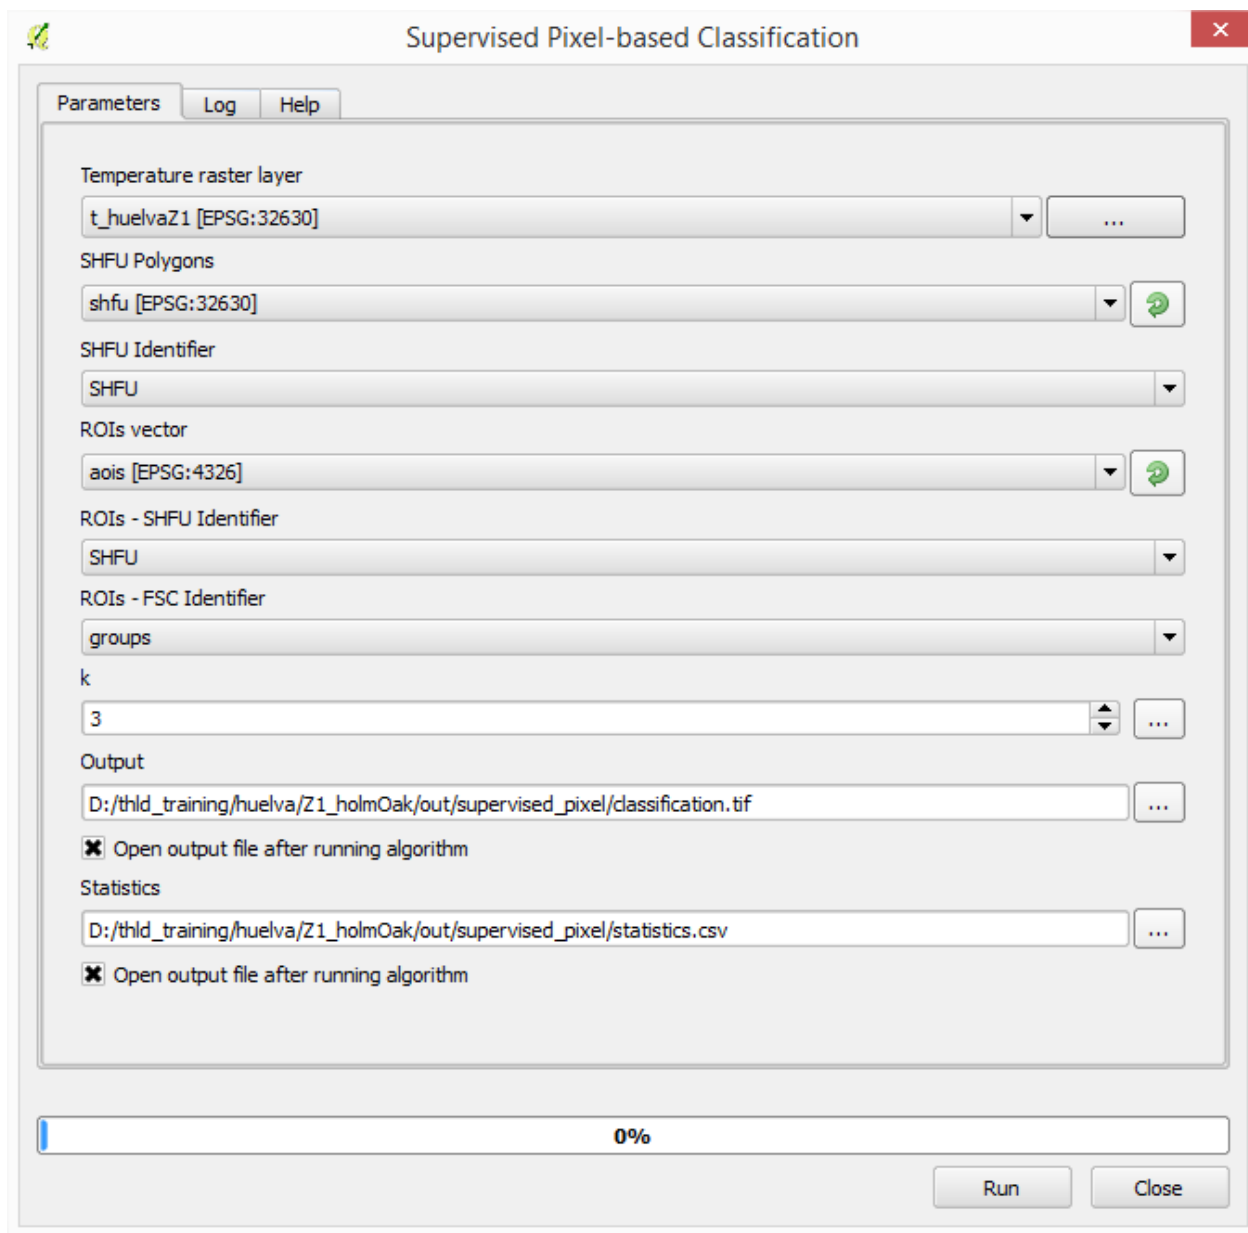 Supervised Pixel-based Classification
Parameters Log Help
Temperature raster layer
t_huelvaZ1 [EPSG:32630] ...
SHFU Polygons
shfu [EPSG:32630]
SHFU Identifier
SHFU
ROIs vector
aois [EPSG:4326]
ROIs - SHFU Identifier
SHFU
ROIs - FSC Identifier
groups
k
3 ...
Output
D:/thld_training/huelva/Z1_holmOak/out/supervised_pixel/classification.tif ...
Open output file after running algorithm
Statistics
D:/thld_training/huelva/Z1_holmOak/out/supervised_pixel/statistics.csv ...
Open output file after running algorithm
0%
Run Close